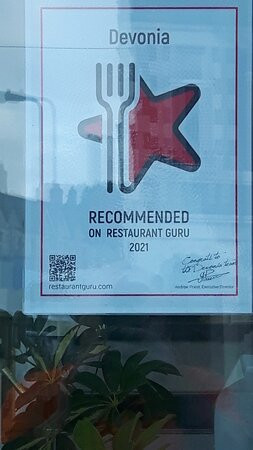 Devonia
RECOMMENDED
ON RESTAURANT GURU
2021
restaurantguru.com